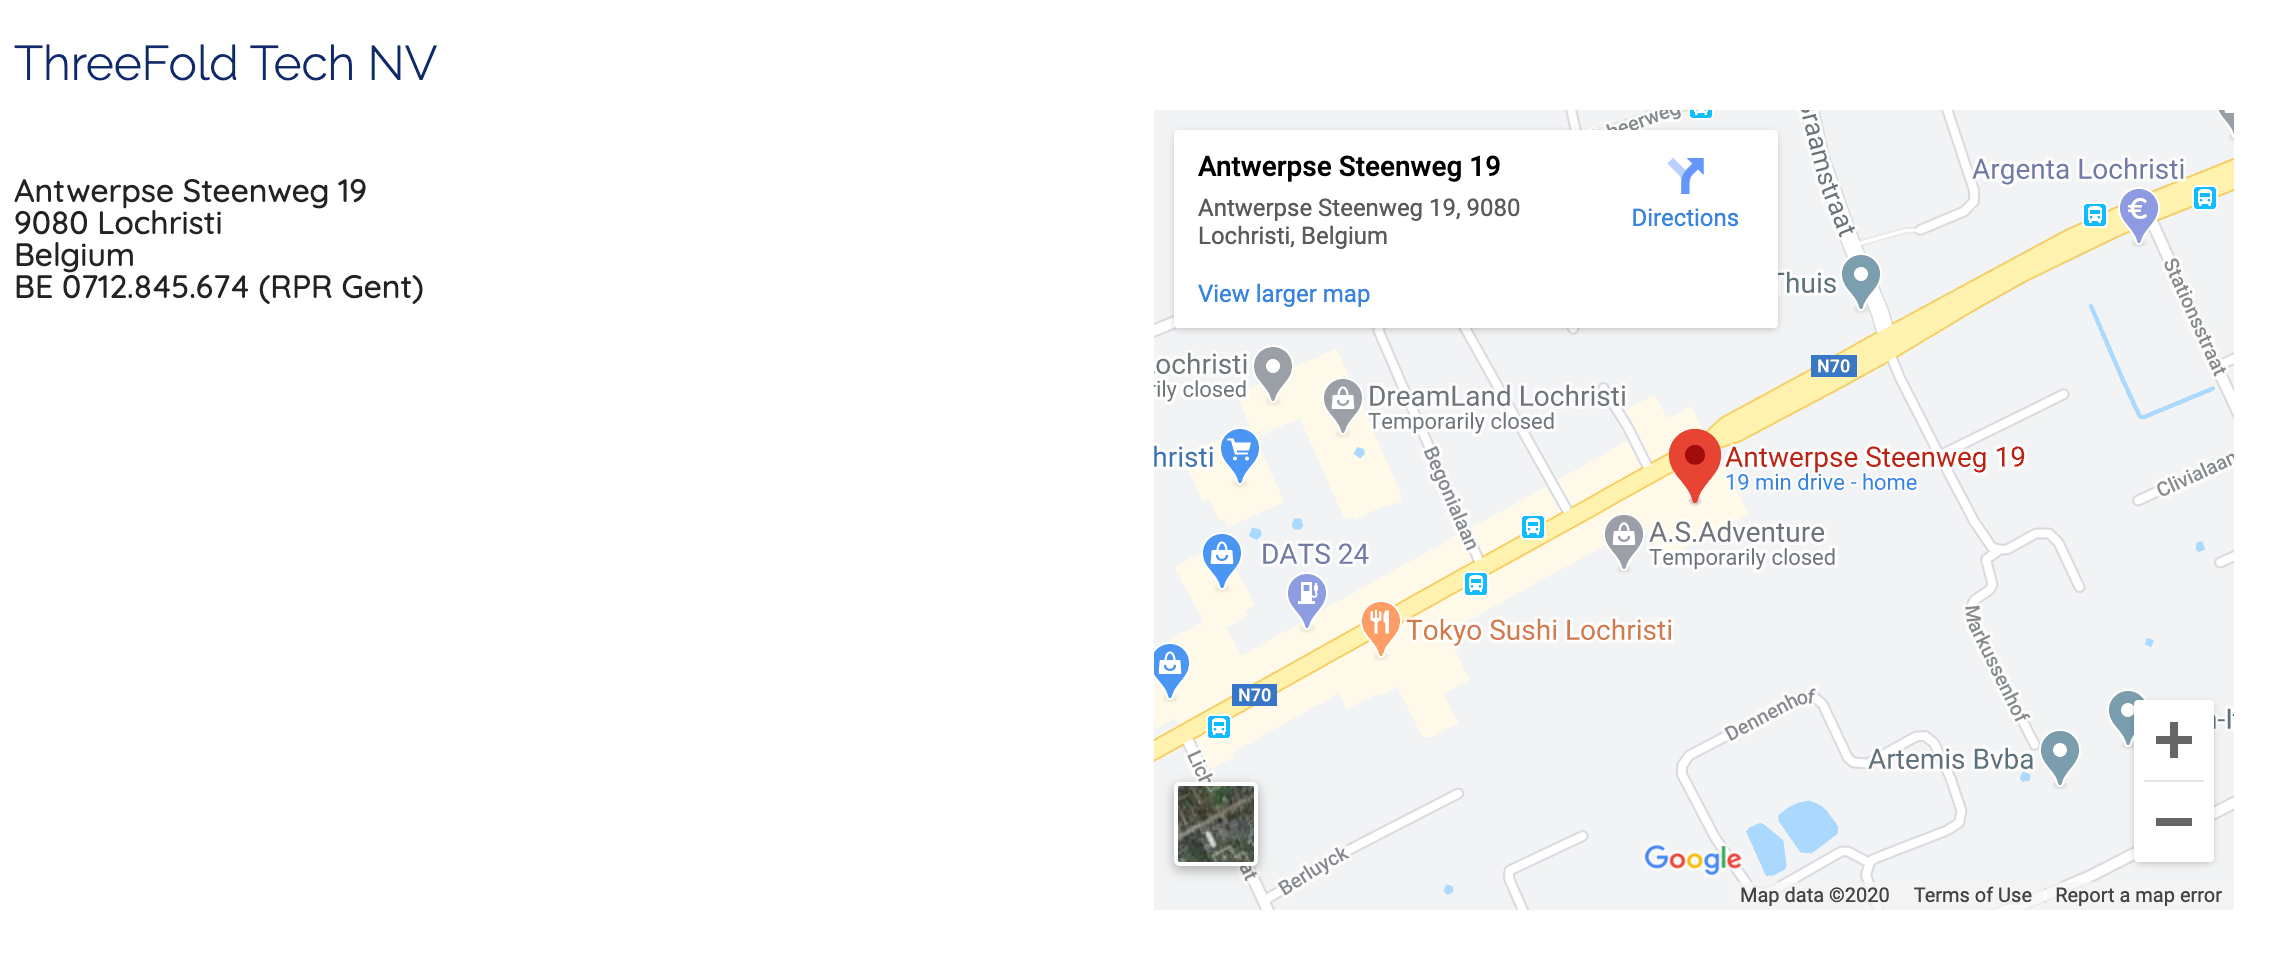 ThreeFold Tech NV
Antwerpse Steenweg 19
9080 Lochristi
Belgium
BE 0712.845.674 (RPR Gent)
Antwerpse Steenweg 19
Antwerpse Steenweg 19, 9080
Lochristi, Belgium
Directions
View larger map
Argenta Lochristi
Thuis
Stationsstraat
N70
ochristi
ily closed
DreamLand Lochristi
Temporarily closed
hristi
Begonialaan
Antwerpse Steenweg 19
19 min drive - home
Clivialaan
A.S.Adventure
Temporarily closed
DATS 24
Tokyo Sushi Lochristi
Markussenhof
N70
Dennenhof
Artemis Bvba
Berluyck
Google
Map data ©2020 Terms of Use Report a map error